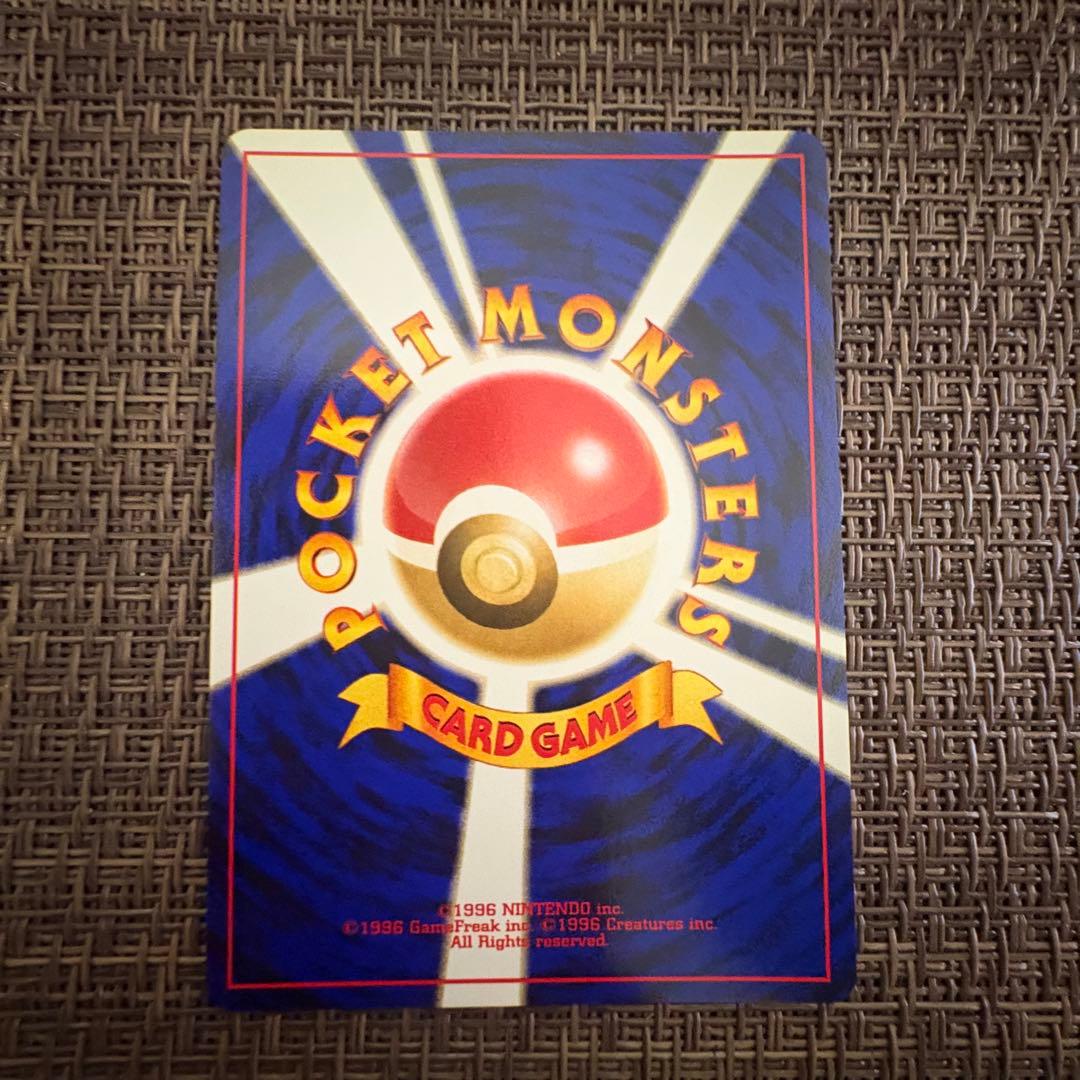 POCKET MONSTERS
CARD GAME
©1996 NINTENDO inc.
©1996 GameFreak inc. ©1996 Creatures inc.
All Rights reserved.